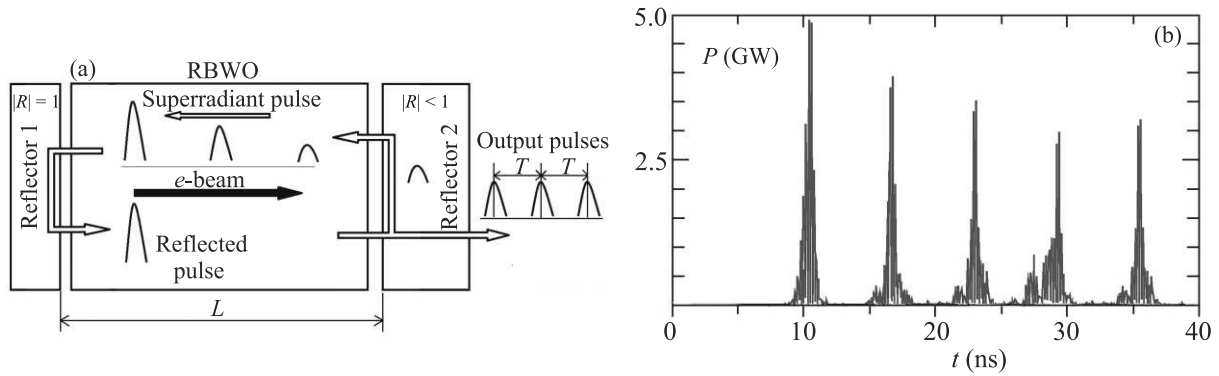 (a)
RBWO
|R| = 1
Superradiant pulse
|R| < 1
Reflector 1
Reflector 2
Output pulses
T
T
e-beam
Reflected
pulse
L
5.0
P (GW)
(b)
2.5
0
10
20
30
40
t (ns)